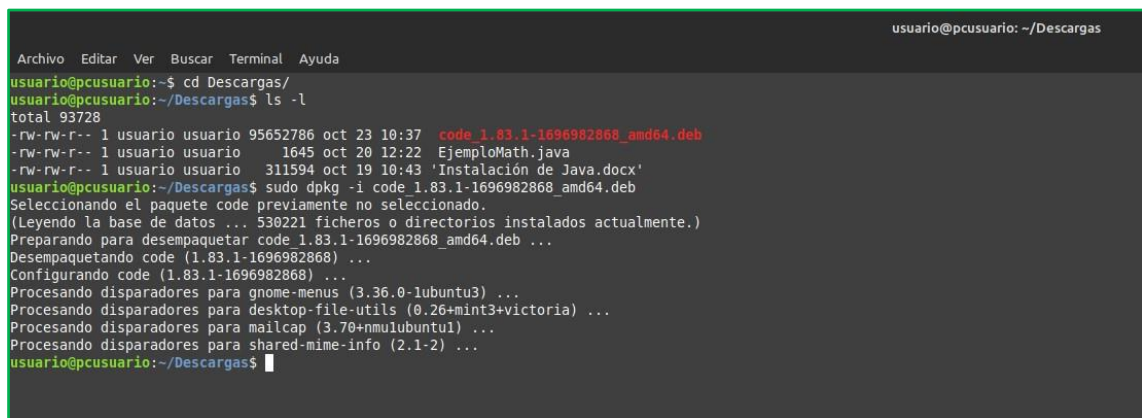 usuario@pcusuario: ~/Descargas
Archivo Editar Ver Buscar Terminal Ayuda
usuario@pcusuario:~$ cd Descargas/
usuario@pcusuario:~/Descargas$ ls -l
total 93728
-rw-rw-r-- 1 usuario usuario 95652786 oct 23 10:37  code_1.83.1-1696982868_amd64.deb
-rw-rw-r-- 1 usuario usuario     1645 oct 20 12:22  EjemploMath.java
-rw-rw-r-- 1 usuario usuario   311594 oct 19 10:43 'Instalación de Java.docx'
usuario@pcusuario:~/Descargas$ sudo dpkg -i code_1.83.1-1696982868_amd64.deb
Seleccionando el paquete code previamente no seleccionado.
(Leyendo la base de datos ... 530221 ficheros o directorios instalados actualmente.)
Preparando para desempaquetar code_1.83.1-1696982868_amd64.deb ...
Desempaquetando code (1.83.1-1696982868) ...
Configurando code (1.83.1-1696982868) ...
Procesando disparadores para gnome-menus (3.36.0-1ubuntu3) ...
Procesando disparadores para desktop-file-utils (0.26+mint3+victoria) ...
Procesando disparadores para mailcap (3.70+nmu1ubuntu1) ...
Procesando disparadores para shared-mime-info (2.1-2) ...
usuario@pcusuario:~/Descargas$